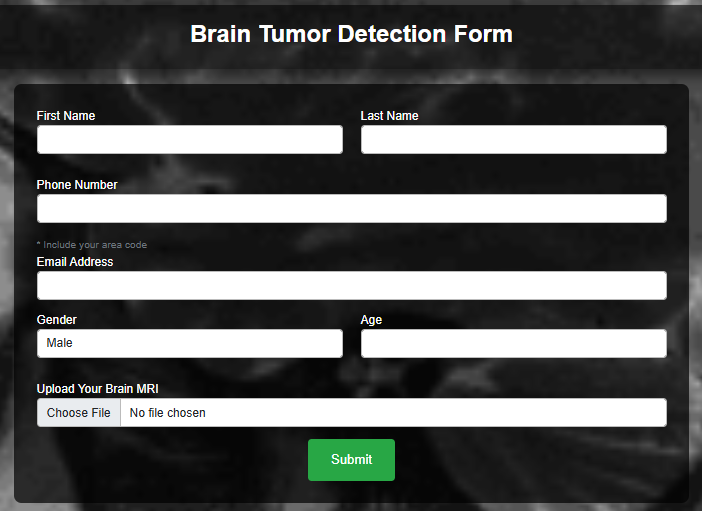 Brain Tumor Detection Form
First Name Last Name
Phone Number
* Include your area code
Email Address
Gender Age
Male
Upload Your Brain MRI
Choose File No file chosen
Submit